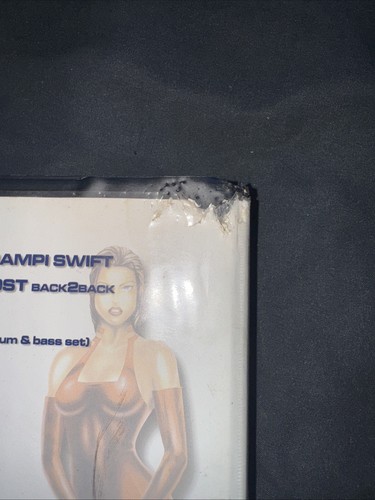 AMPI SWIFT
OST BACK2BACK
um & bass set)